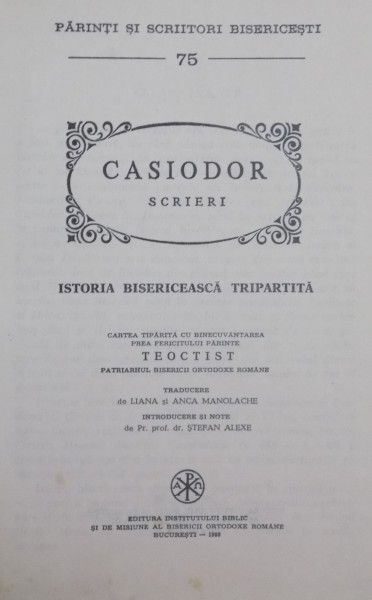 PĂRINȚI ȘI SCRIITORI BISERICEȘTI
75
CASIODOR
SCRIERI
ISTORIA BISERICEASCĂ TRIPARTITĂ
CARTEA TIPĂRITĂ CU BINECUVÂNTAREA
PREA FERICITULUI PĂRINTE
TEOCTIST
PATRIARHUL BISERICII ORTODOXE ROMÂNE
TRADUCERE
de LIANA și ANCA MANOLACHE
INTRODUCERE ȘI NOTE
de Pr. prof. dr. ȘTEFAN ALEXE
A P Ω
EDITURA INSTITUTULUI BIBLIC
ȘI DE MISIUNE AL BISERICII ORTODOXE ROMÂNE
BUCUREȘTI — 1998